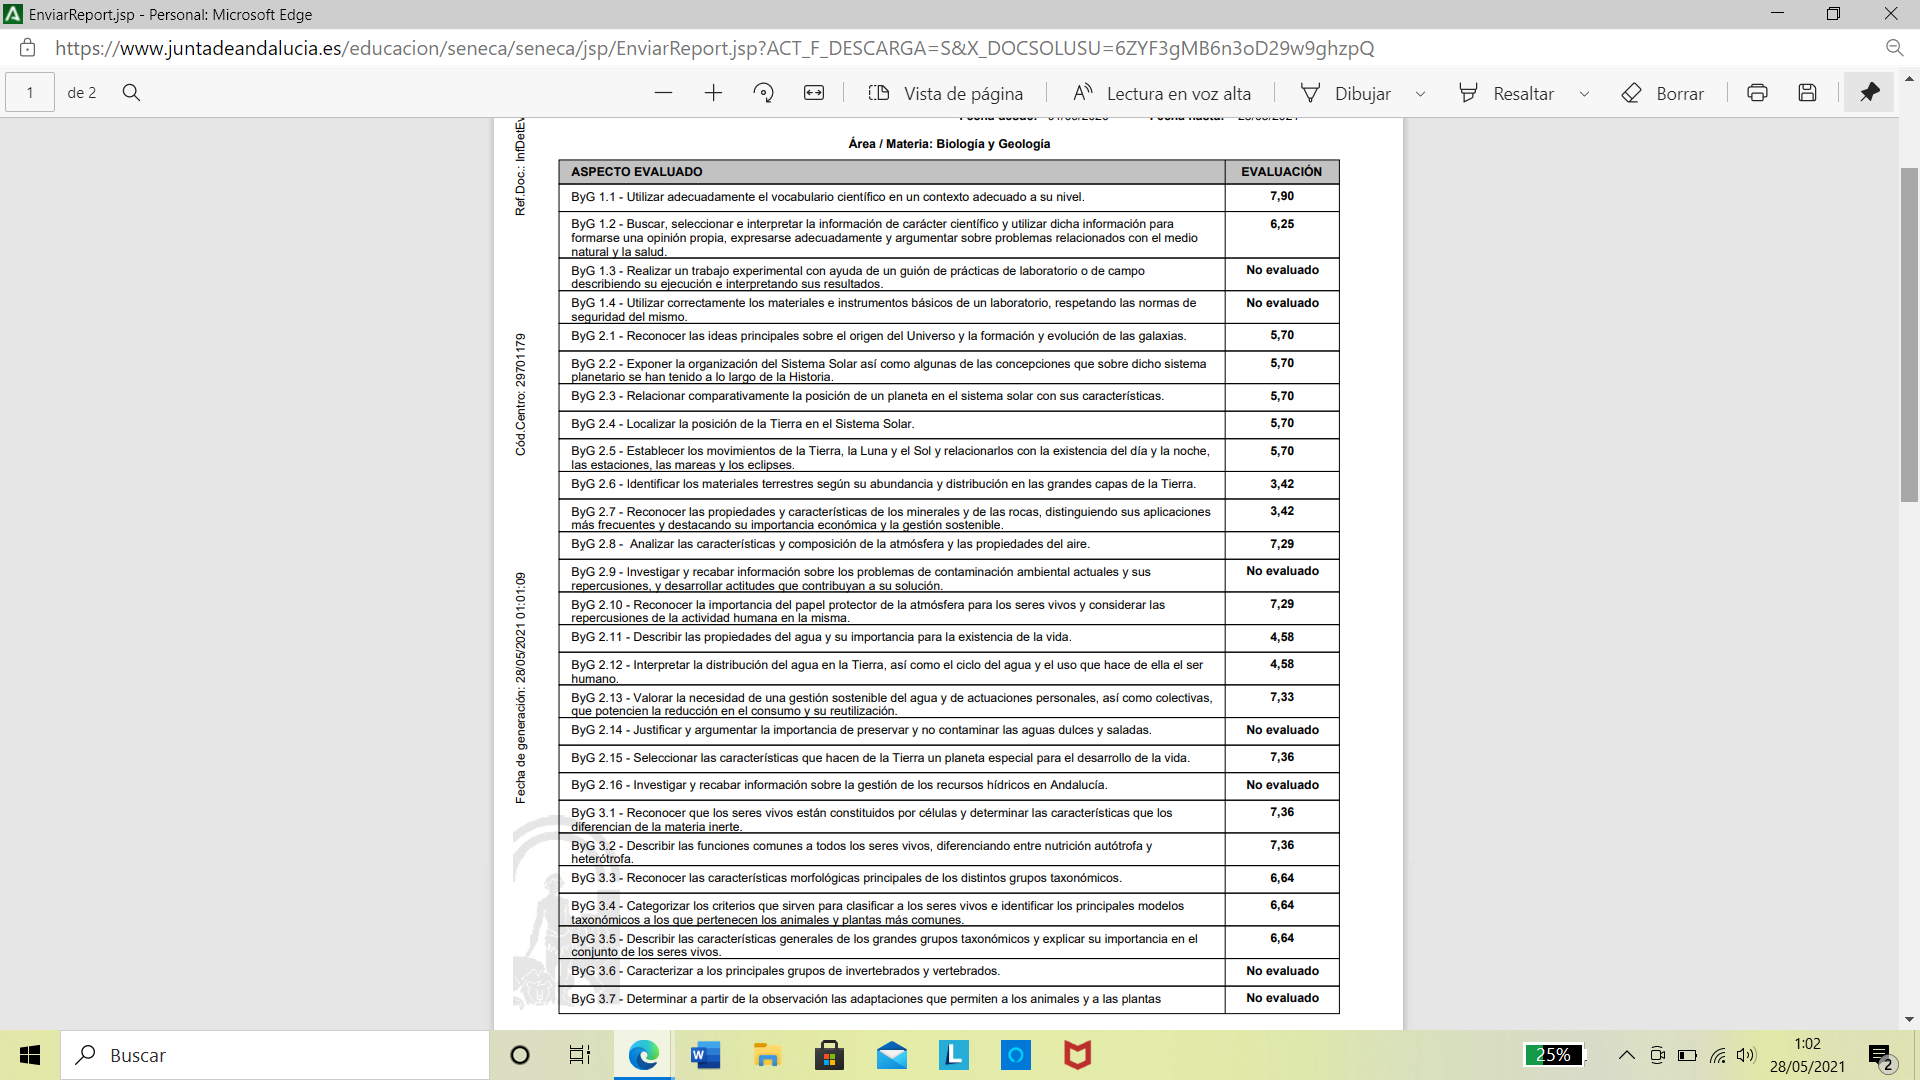 EnviarReport.jsp - Personal: Microsoft Edge
https://www.juntadeandalucia.es/educacion/seneca/seneca/jsp/EnviarReport.jsp?ACT_F_DESCARGA=S&X_DOCSOLUSU=6ZYF3gMB6n3oD29w9ghzpQ
1 de 2 Vista de página Lectura en voz alta Dibujar Resaltar Borrar
Ref.Doc.: InfDetEv
Cód.Centro: 29701179
Fecha de generación: 28/05/2021 01:01:09
Área / Materia: Biología y Geología
ASPECTO EVALUADO EVALUACIÓN
ByG 1.1 - Utilizar adecuadamente el vocabulario científico en un contexto adecuado a su nivel. 7,90
ByG 1.2 - Buscar, seleccionar e interpretar la información de carácter científico y utilizar dicha información para 6,25
formarse una opinión propia, expresarse adecuadamente y argumentar sobre problemas relacionados con el medio
natural y la salud.
ByG 1.3 - Realizar un trabajo experimental con ayuda de un guión de prácticas de laboratorio o de campo No evaluado
describiendo su ejecución e interpretando sus resultados.
ByG 1.4 - Utilizar correctamente los materiales e instrumentos básicos de un laboratorio, respetando las normas de No evaluado
seguridad del mismo.
ByG 2.1 - Reconocer las ideas principales sobre el origen del Universo y la formación y evolución de las galaxias. 5,70
ByG 2.2 - Exponer la organización del Sistema Solar así como algunas de las concepciones que sobre dicho sistema 5,70
planetario se han tenido a lo largo de la Historia.
ByG 2.3 - Relacionar comparativamente la posición de un planeta en el sistema solar con sus características. 5,70
ByG 2.4 - Localizar la posición de la Tierra en el Sistema Solar. 5,70
ByG 2.5 - Establecer los movimientos de la Tierra, la Luna y el Sol y relacionarlos con la existencia del día y la noche, 5,70
las estaciones, las mareas y los eclipses.
ByG 2.6 - Identificar los materiales terrestres según su abundancia y distribución en las grandes capas de la Tierra. 3,42
ByG 2.7 - Reconocer las propiedades y características de los minerales y de las rocas, distinguiendo sus aplicaciones 3,42
más frecuentes y destacando su importancia económica y la gestión sostenible.
ByG 2.8 - Analizar las características y composición de la atmósfera y las propiedades del aire. 7,29
ByG 2.9 - Investigar y recabar información sobre los problemas de contaminación ambiental actuales y sus No evaluado
repercusiones, y desarrollar actitudes que contribuyan a su solución.
ByG 2.10 - Reconocer la importancia del papel protector de la atmósfera para los seres vivos y considerar las 7,29
repercusiones de la actividad humana en la misma.
ByG 2.11 - Describir las propiedades del agua y su importancia para la existencia de la vida. 4,58
ByG 2.12 - Interpretar la distribución del agua en la Tierra, así como el ciclo del agua y el uso que hace de ella el ser 4,58
humano.
ByG 2.13 - Valorar la necesidad de una gestión sostenible del agua y de actuaciones personales, así como colectivas, 7,33
que potencien la reducción en el consumo y su reutilización.
ByG 2.14 - Justificar y argumentar la importancia de preservar y no contaminar las aguas dulces y saladas. No evaluado
ByG 2.15 - Seleccionar las características que hacen de la Tierra un planeta especial para el desarrollo de la vida. 7,36
ByG 2.16 - Investigar y recabar información sobre la gestión de los recursos hídricos en Andalucía. No evaluado
ByG 3.1 - Reconocer que los seres vivos están constituidos por células y determinar las características que los 7,36
diferencian de la materia inerte.
ByG 3.2 - Describir las funciones comunes a todos los seres vivos, diferenciando entre nutrición autótrofa y 7,36
heterótrofa.
ByG 3.3 - Reconocer las características morfológicas principales de los distintos grupos taxonómicos. 6,64
ByG 3.4 - Categorizar los criterios que sirven para clasificar a los seres vivos e identificar los principales modelos 6,64
taxonómicos a los que pertenecen los animales y plantas más comunes.
ByG 3.5 - Describir las características generales de los grandes grupos taxonómicos y explicar su importancia en el 6,64
conjunto de los seres vivos.
ByG 3.6 - Caracterizar a los principales grupos de invertebrados y vertebrados. No evaluado
ByG 3.7 - Determinar a partir de la observación las adaptaciones que permiten a los animales y a las plantas No evaluado
Buscar
25%
1:02
28/05/2021
2